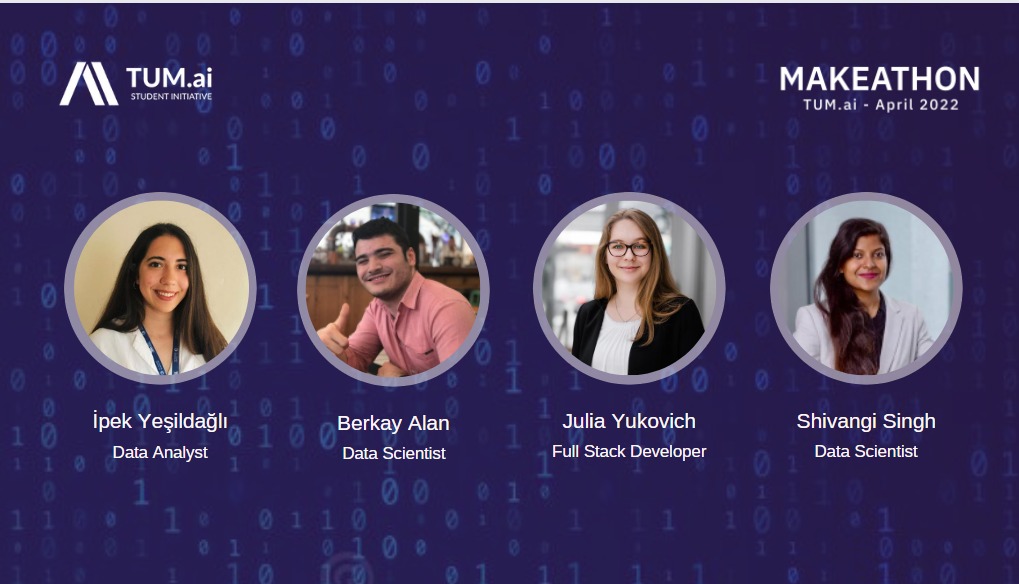 TUM.ai
STUDENT INITIATIVE
MAKEATHON
TUM.ai - April 2022
İpek Yeşildağlı
Data Analyst
Berkay Alan
Data Scientist
Julia Yukovich
Full Stack Developer
Shivangi Singh
Data Scientist